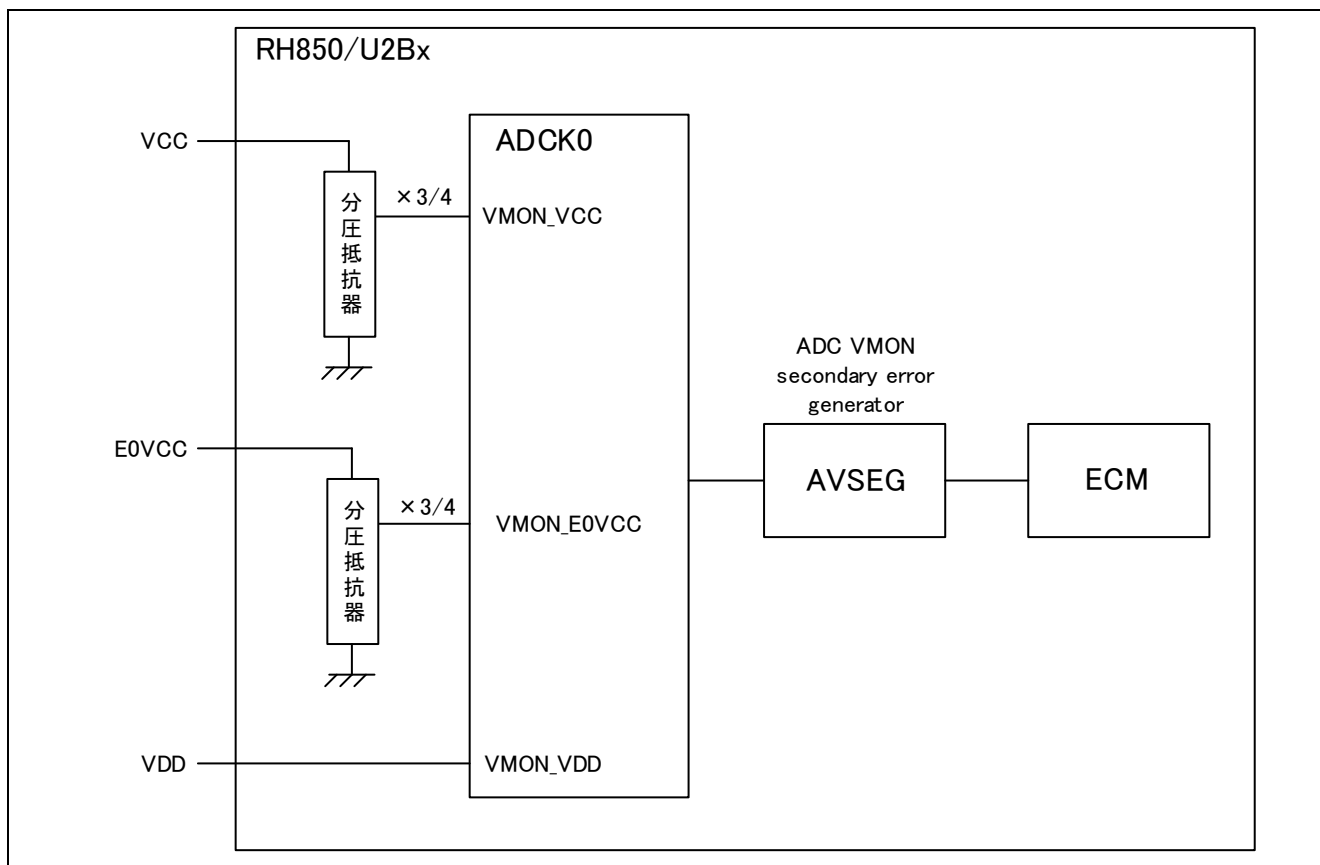 RH850/U2Bx
VCC
分圧抵抗器
×3/4
ADCK0
VMON_VCC
ADC VMON
secondary error
generator
AVSEG
ECM
E0VCC
分圧抵抗器
×3/4
VMON_E0VCC
VDD
VMON_VDD